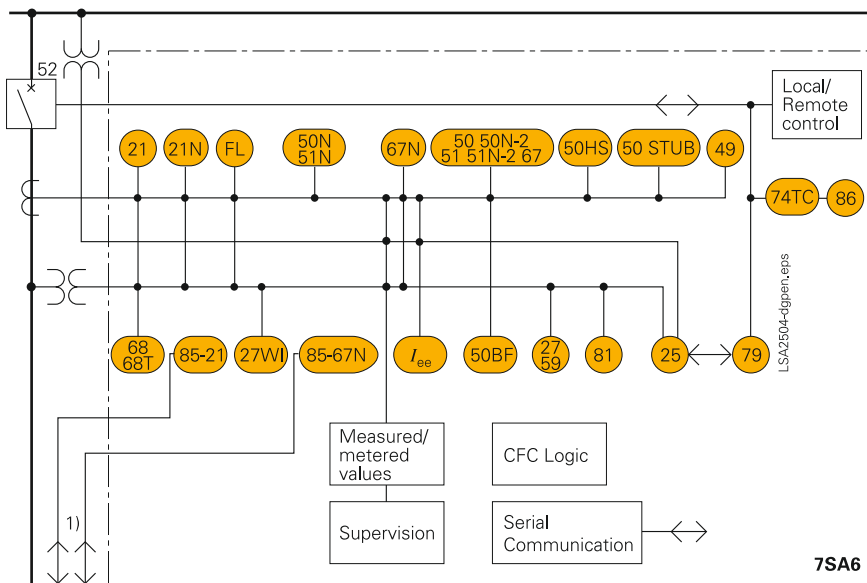 52
Local/
Remote
control
21
21N
FL
50N
51N
67N
50 50N-2
51 51N-2 67
50HS
50 STUB
49
74TC
86
68
68T
85-21
27WI
85-67N
Iee
50BF
27
59
81
25
79
LSA2504-dgpen.eps
Measured/
metered
values
CFC Logic
1)
Supervision
Serial
Communication
7SA6